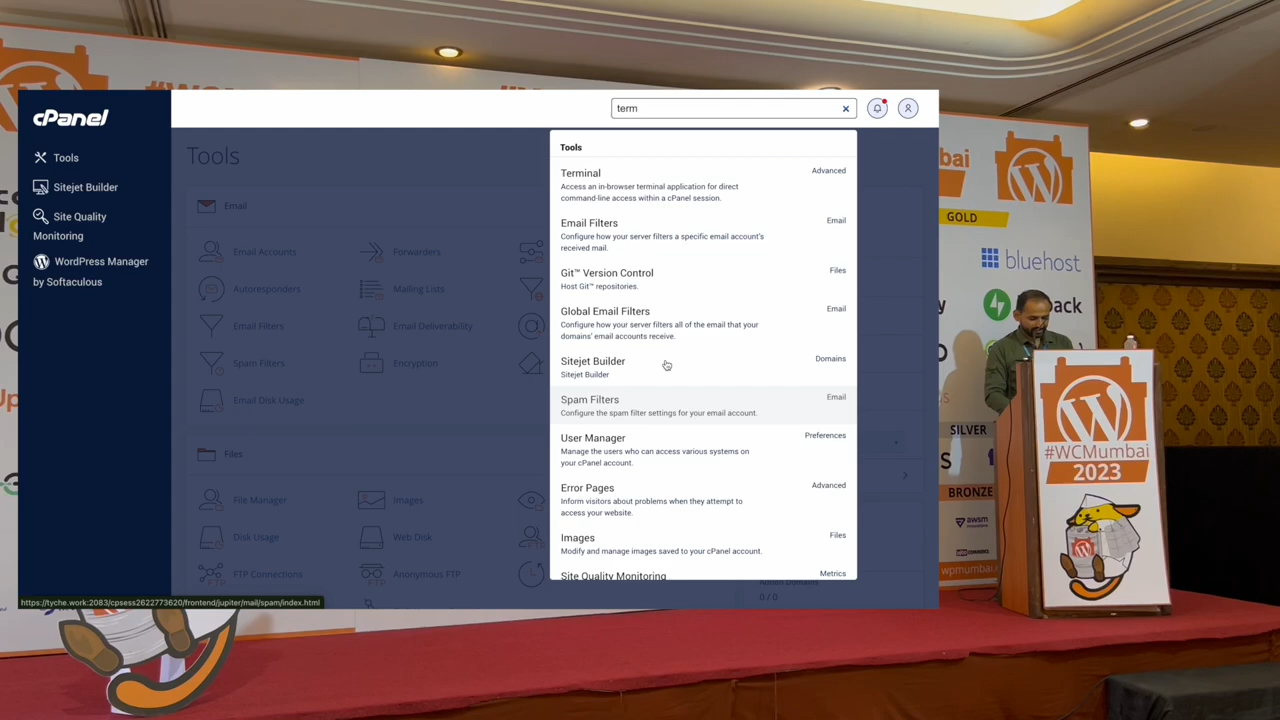 cPanel
Tools
Sitejet Builder
Site Quality
Monitoring
WordPress Manager
by Softaculous
term
Tools
Email
Email Accounts
Forwarders
Autoresponders
Mailing Lists
Email Filters
Email Deliverability
Spam Filters
Encryption
Email Disk Usage
Files
File Manager
Images
Disk Usage
Web Disk
FTP Connections
Anonymous FTP
0 / 0
Tools
Terminal
Advanced
Access an in-browser terminal application for direct
command-line access within a cPanel session.
Email Filters
Email
Configure how your server filters a specific email account's
received mail.
Git™ Version Control
Files
Host Git™ repositories.
Global Email Filters
Email
Configure how your server filters all of the email that your
domains' email accounts receive.
Sitejet Builder
Domains
Sitejet Builder
Spam Filters
Email
Configure the spam filter settings for your email account.
User Manager
Preferences
Manage the users who can access various systems on
your cPanel account.
Error Pages
Advanced
Inform visitors about problems when they attempt to
access your website.
Images
Files
Modify and manage images saved to your cPanel account.
Site Quality Monitoring
Metrics
https://tyche.work:2083/cpsess2622773620/frontend/jupiter/mail/spam/index.html
GOLD
bluehost
SILVER
BRONZE
awsm
#WCMumbai
2023